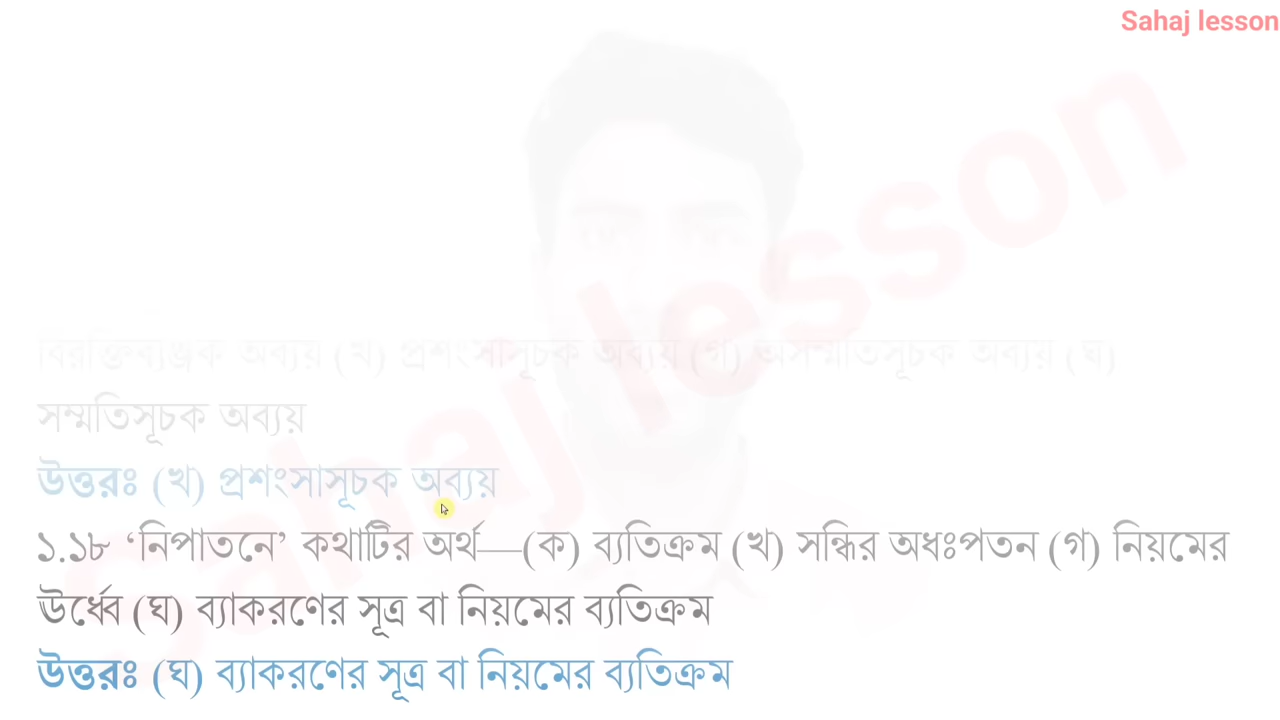 Sahaj lesson
বিরক্তিব্যঞ্জক অব্যয় (খ) প্রশংসাসূচক অব্যয় (গ) অসম্মতিসূচক অব্যয় (ঘ)
সম্মতিসূচক অব্যয়
উত্তরঃ (খ) প্রশংসাসূচক অব্যয়
১.১৮ ‘নিপাতনে’ কথাটির অর্থ—(ক) ব্যতিক্রম (খ) সন্ধির অধঃপতন (গ) নিয়মের
ঊর্ধ্বে (ঘ) ব্যাকরণের সূত্র বা নিয়মের ব্যতিক্রম
উত্তরঃ (ঘ) ব্যাকরণের সূত্র বা নিয়মের ব্যতিক্রম
Sahaj lesson